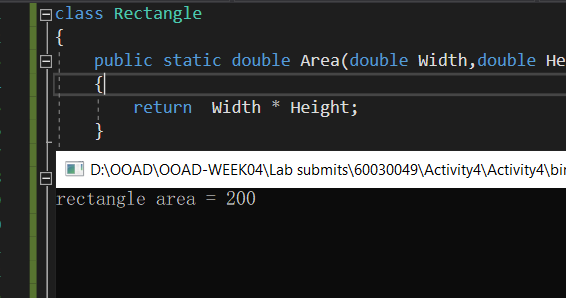 class Rectangle
{
public static double Area(double Width,double He
{
return Width * Height;
}
D:\OOAD\OOAD-WEEK04\Lab submits\60030049\Activity4\Activity4\bin
rectangle area = 200